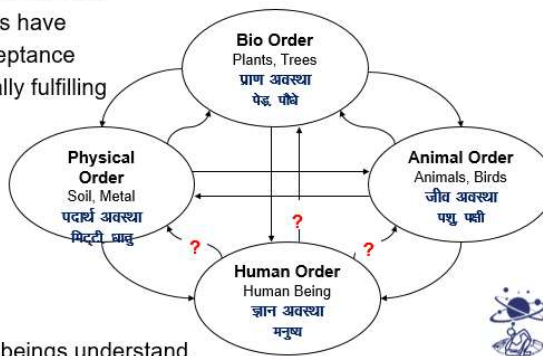 s have
eptance
ally fulfilling
Bio Order
Plants, Trees
प्राण अवस्था
पेड़ पौधे
Physical
Order
Soil, Metal
पदार्थ अवस्था
मिट्टी धातु
Animal Order
Animals, Birds
जीव अवस्था
पशु पक्षी
?
?
?
Human Order
Human Being
ज्ञान अवस्था
मनुष्य
beings understand